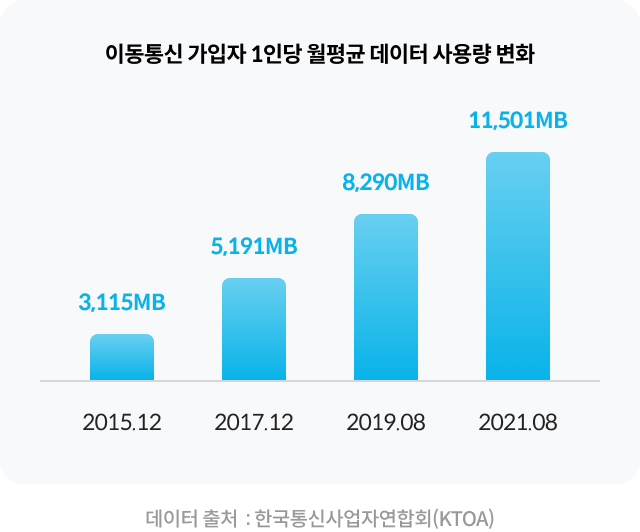 이동통신 가입자 1인당 월평균 데이터 사용량 변화
11,501MB
8,290MB
5,191MB
3,115MB
2015.12 2017.12 2019.08 2021.08
데이터 출처 : 한국통신사업자연합회(KTOA)